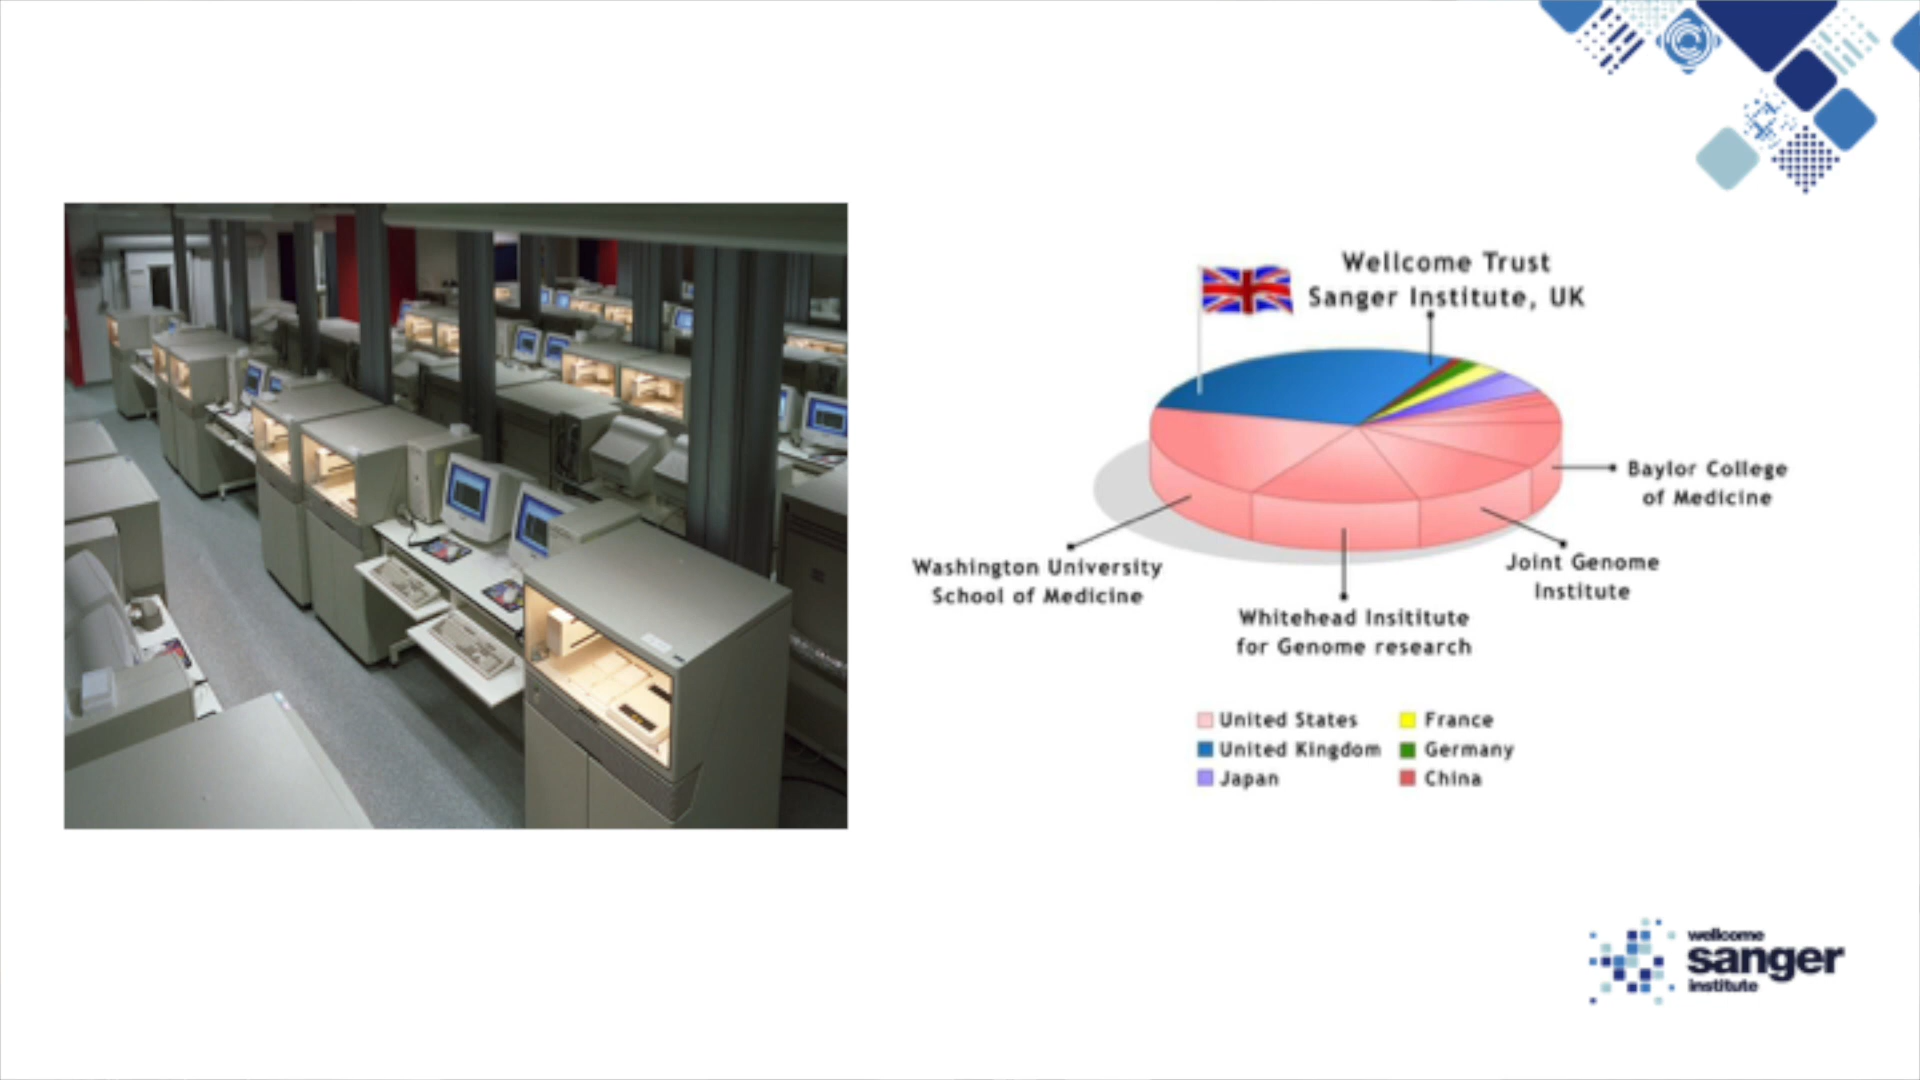 Wellcome Trust
Sanger Institute, UK
Baylor College
of Medicine
Joint Genome
Institute
Washington University
School of Medicine
Whitehead Insititute
for Genome research
United States
France
United Kingdom
Germany
Japan
China
wellcome
sanger
institute